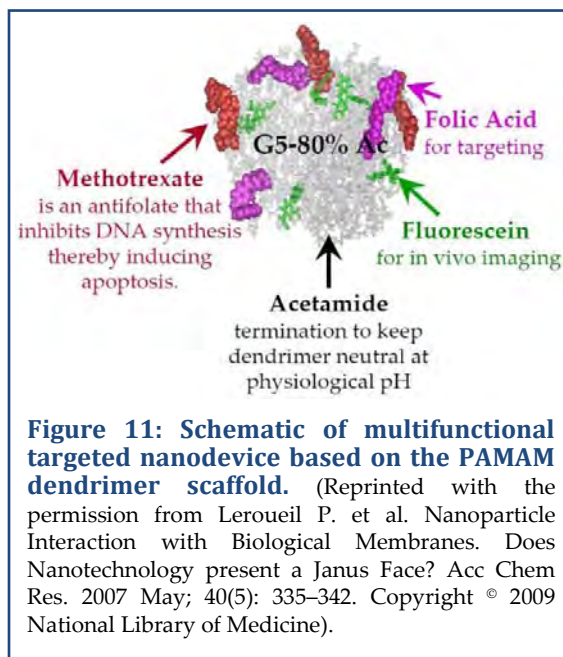 G5-80% Ac
Folic Acid
for targeting
Methotrexate
is an antifolate that
inhibits DNA synthesis
thereby inducing
apoptosis.
Fluorescein
for in vivo imaging
Acetamide
termination to keep
dendrimer neutral at
physiological pH
Figure 11: Schematic of multifunctional
targeted nanodevice based on the PAMAM
dendrimer scaffold. (Reprinted with the
permission from Leroueil P. et al. Nanoparticle
Interaction with Biological Membranes. Does
Nanotechnology present a Janus Face? Acc Chem
Res. 2007 May; 40(5): 335–342. Copyright © 2009
National Library of Medicine).